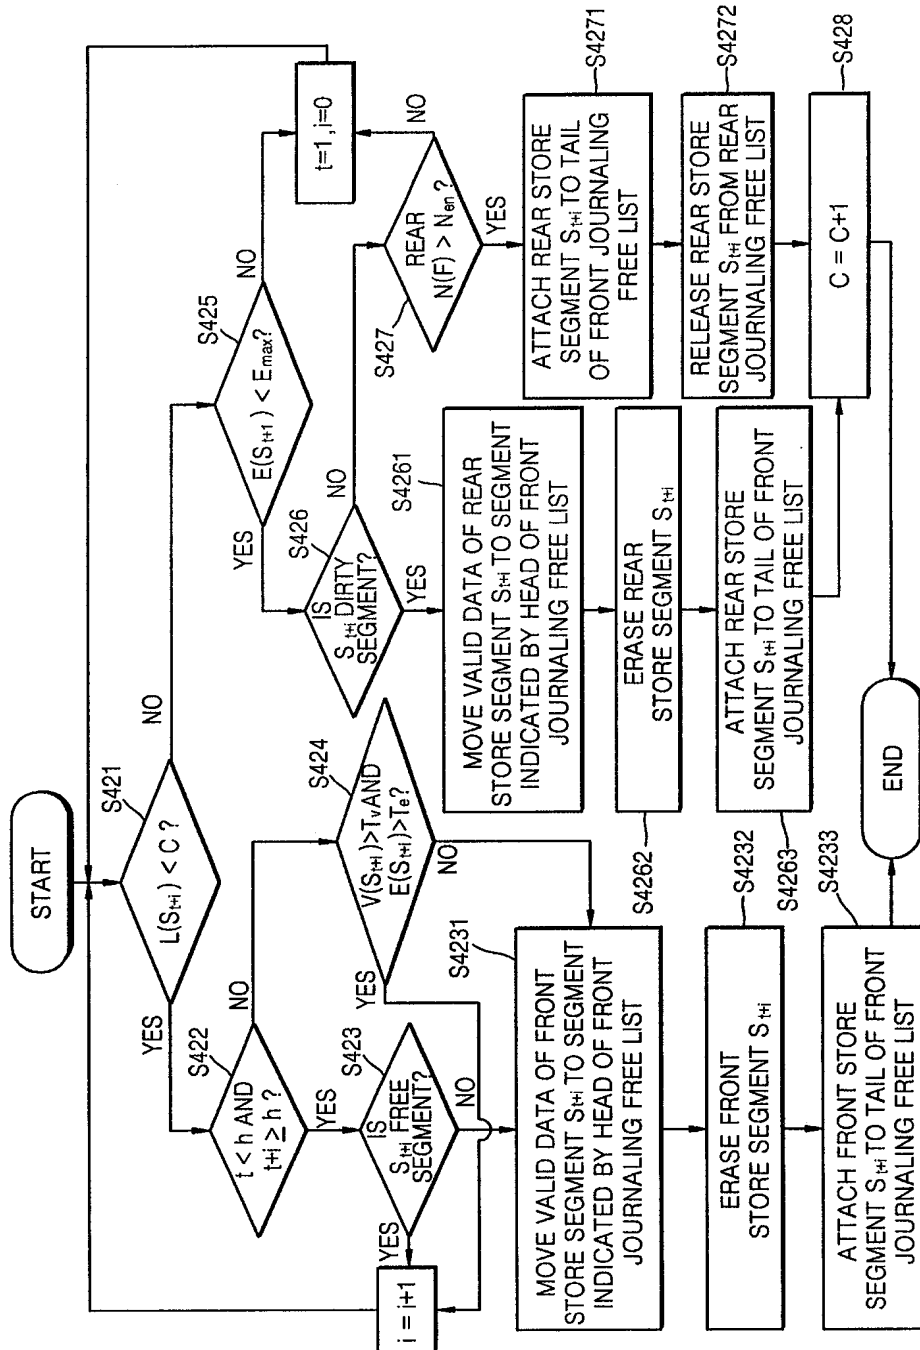 START
S421
L(St+i) < C ?
YES
NO
S422
t < h AND
t+i ≥ h ?
YES
NO
S423
IS
St+i FREE
SEGMENT?
YES
NO
i = i+1
S424
V(St+i)>Tv AND
E(St+i)>Te?
YES
NO
S4231
MOVE VALID DATA OF FRONT
STORE SEGMENT St+i TO SEGMENT
INDICATED BY HEAD OF FRONT
JOURNALING FREE LIST
S4232
ERASE FRONT
STORE SEGMENT St+i
S4233
ATTACH FRONT STORE
SEGMENT St+i TO TAIL OF FRONT
JOURNALING FREE LIST
S425
E(St+1) < Emax?
YES
NO
t=1, i=0
S426
IS
St+i DIRTY
SEGMENT?
YES
NO
S4261
MOVE VALID DATA OF REAR
STORE SEGMENT St+i TO SEGMENT
INDICATED BY HEAD OF FRONT
JOURNALING FREE LIST
S4262
ERASE REAR
STORE SEGMENT St+i
S4263
ATTACH REAR STORE
SEGMENT St+i TO TAIL OF FRONT
JOURNALING FREE LIST
S427
REAR
N(F) > Nen ?
NO
YES
S4271
ATTACH REAR STORE
SEGMENT St+i TO TAIL
OF FRONT JOURNALING
FREE LIST
S4272
RELEASE REAR STORE
SEGMENT St+i FROM REAR
JOURNALING FREE LIST
S428
C = C+1
END